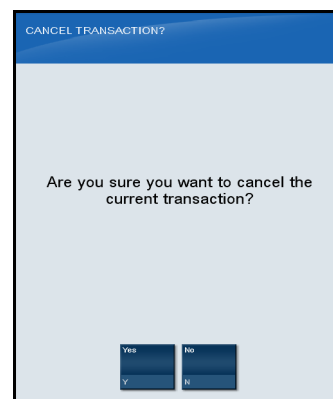 CANCEL TRANSACTION?
Are you sure you want to cancel the
current transaction?
Yes No
Y N